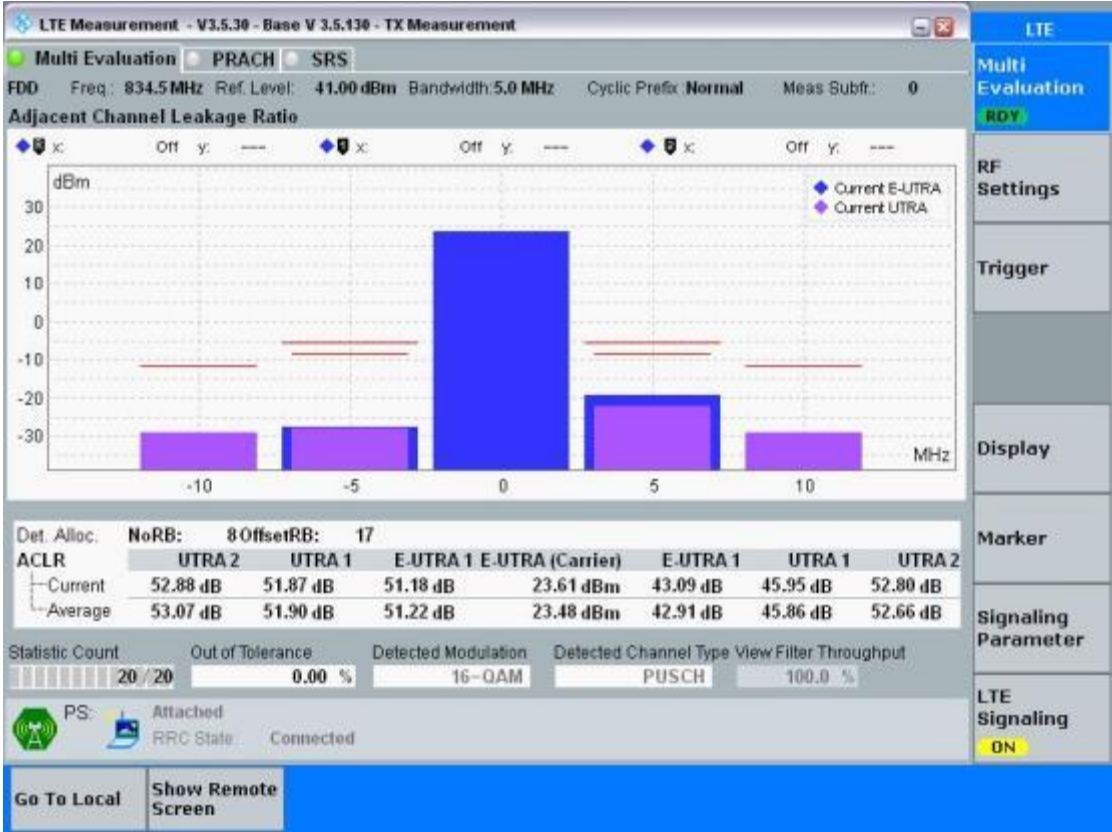 LTE Measurement - V3.5.30 - Base V 3.5.130 - TX Measurement
Multi Evaluation PRACH SRS
FDD Freq.: 834.5 MHz Ref. Level: 41.00 dBm Bandwidth: 5.0 MHz Cyclic Prefix: Normal Meas Subfr.: 0
Adjacent Channel Leakage Ratio
x: Off y: --- x: Off y: --- x: Off y: ---
dBm
Current E-UTRA
Current UTRA
30
20
10
0
-10
-20
-30
MHz
-10 -5 0 5 10
Det. Alloc. NoRB: 8 OffsetRB: 17
ACLR UTRA 2 UTRA 1 E-UTRA 1 E-UTRA (Carrier) E-UTRA 1 UTRA 1 UTRA 2
Current 52.88 dB 51.87 dB 51.18 dB 23.61 dBm 43.09 dB 45.95 dB 52.80 dB
Average 53.07 dB 51.90 dB 51.22 dB 23.48 dBm 42.91 dB 45.86 dB 52.66 dB
Statistic Count Out of Tolerance Detected Modulation Detected Channel Type View Filter Throughput
20 / 20 0.00 % 16-QAM PUSCH 100.0 %
PS: Attached
RRC State: Connected
Go To Local
Show Remote
Screen
LTE
Multi
Evaluation
RDY
RF
Settings
Trigger
Display
Marker
Signaling
Parameter
LTE
Signaling
ON